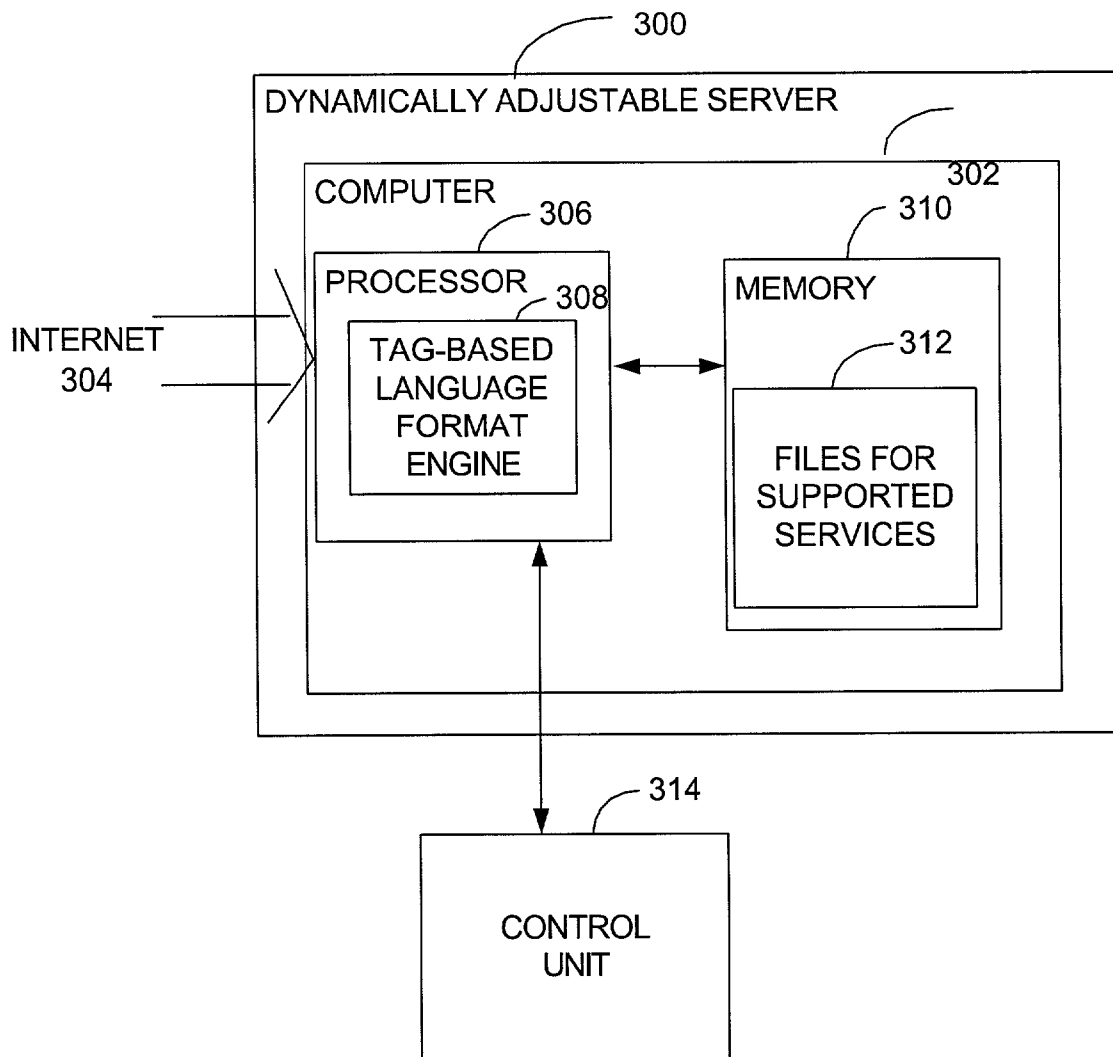 300
DYNAMICALLY ADJUSTABLE SERVER
302
COMPUTER
306
310
PROCESSOR
MEMORY
308
312
INTERNET
304
TAG-BASED
LANGUAGE
FORMAT
ENGINE
FILES FOR
SUPPORTED
SERVICES
314
CONTROL
UNIT